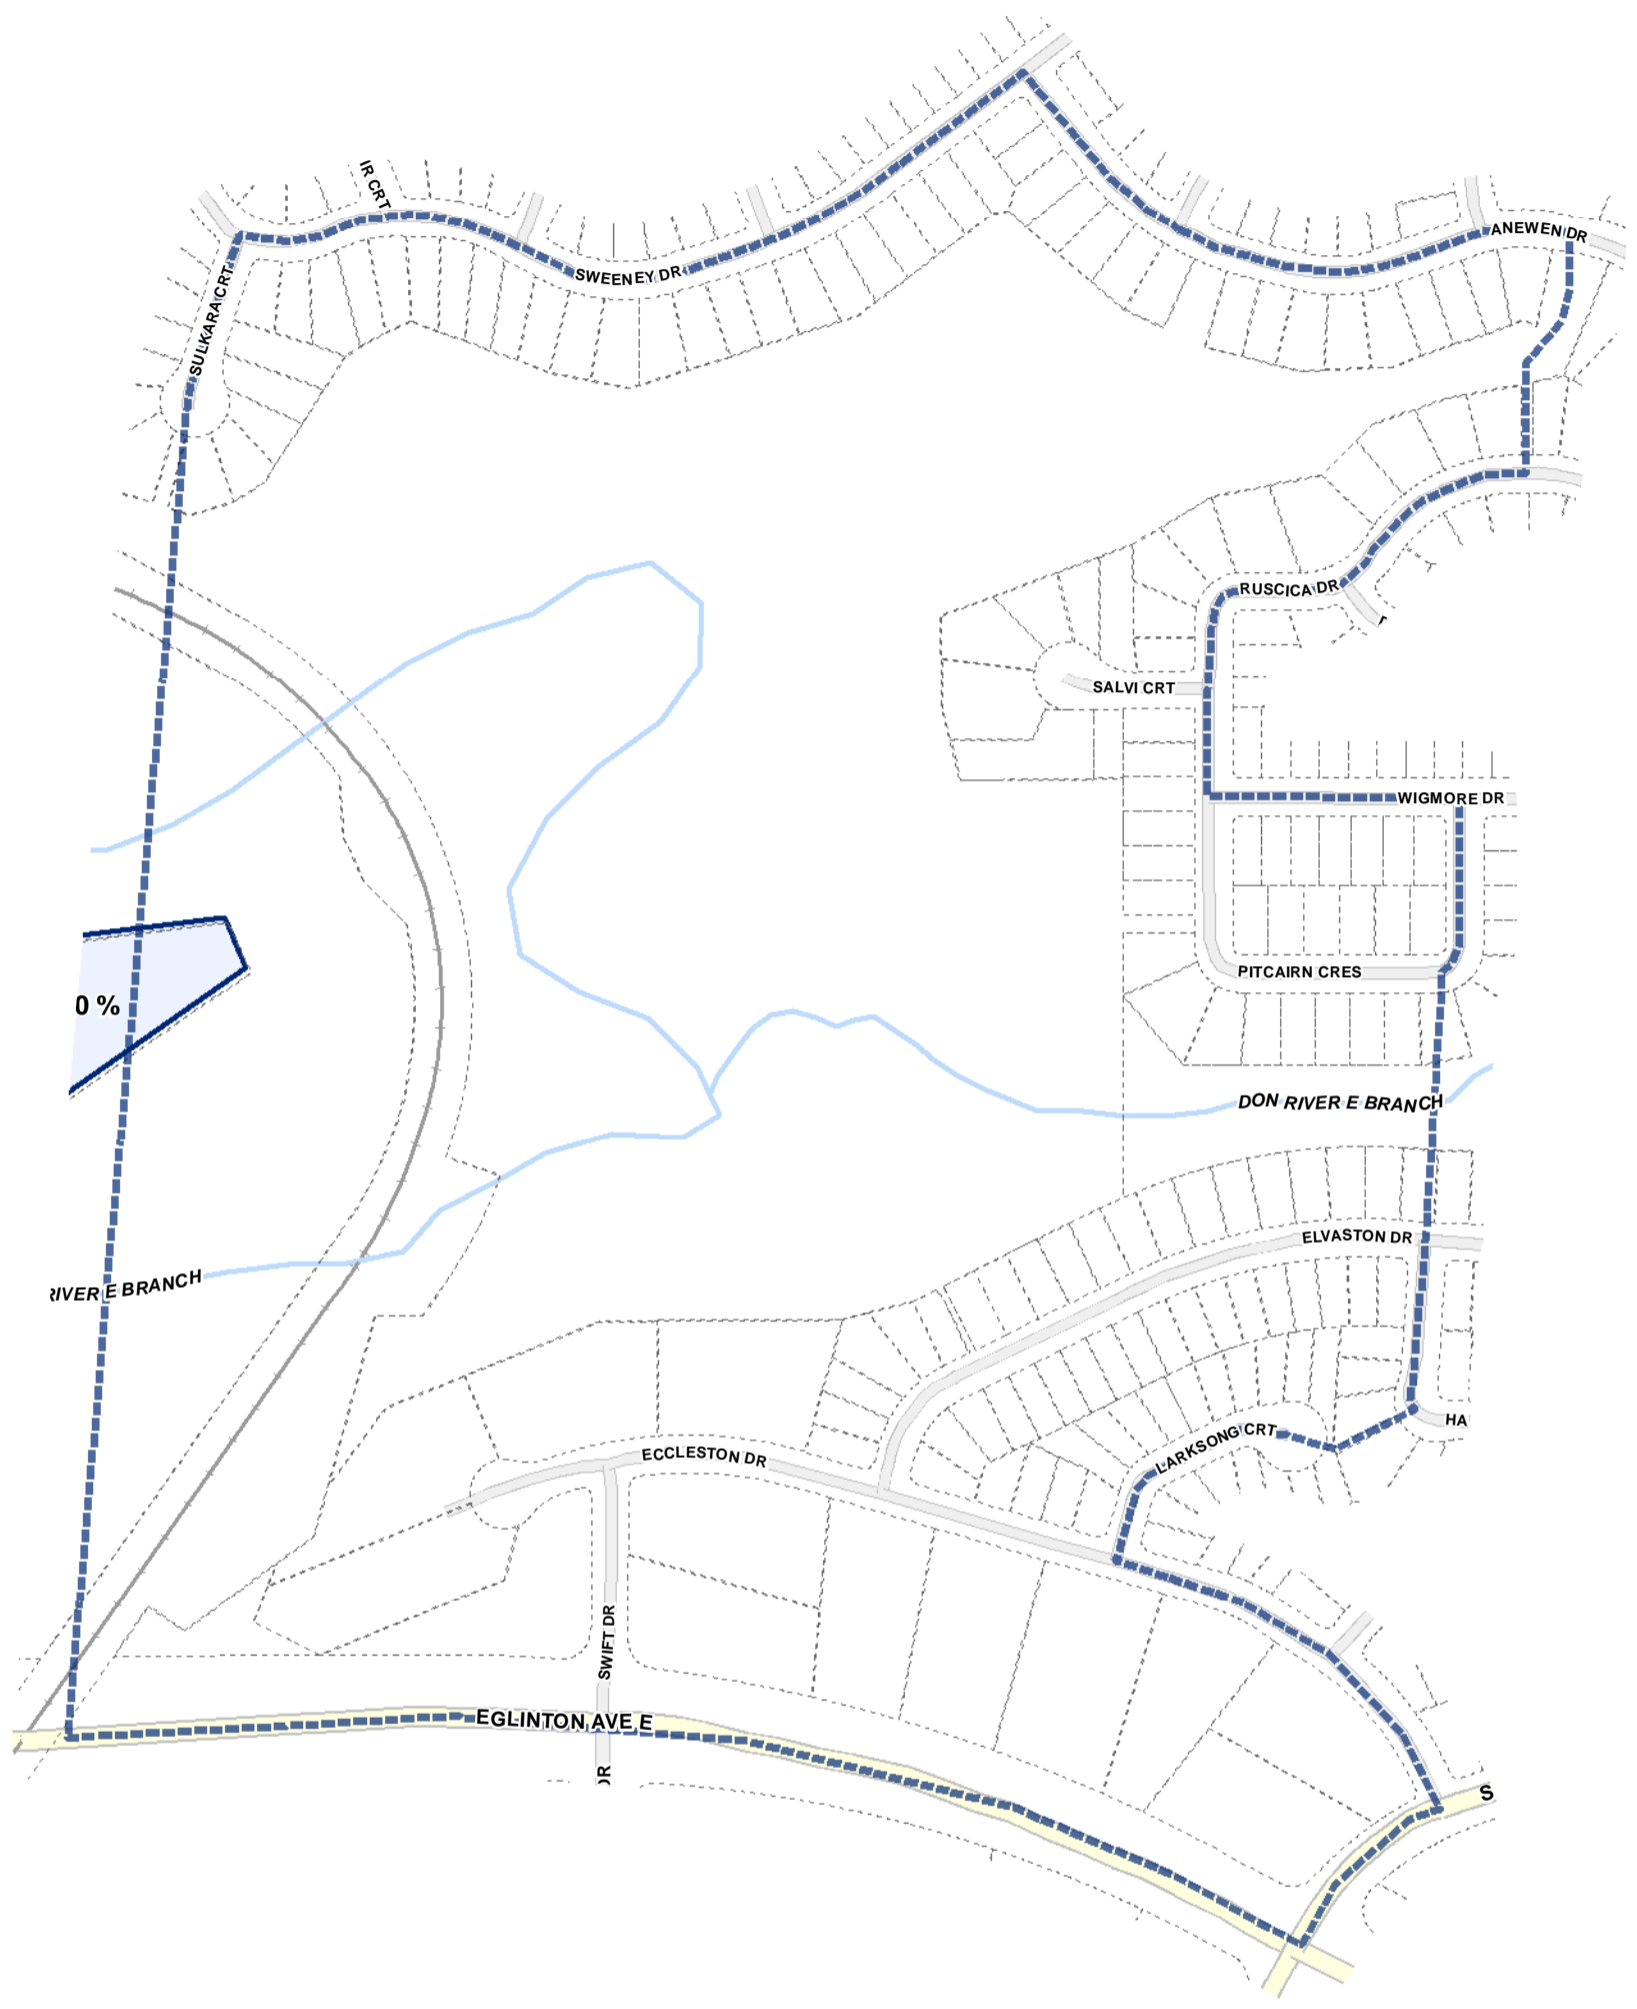 IR CRT
ANEWEN DR
SWEENEY DR
SULKARA CRT
RUSCICA DR
SALVI CRT
WIGMORE DR
PITCAIRN CRES
0 %
DON RIVER E BRANCH
ELVASTON DR
RIVER E BRANCH
HA
LARKSONG CRT
ECCLESTON DR
SWIFT DR
EGLINTON AVE E
DR
S